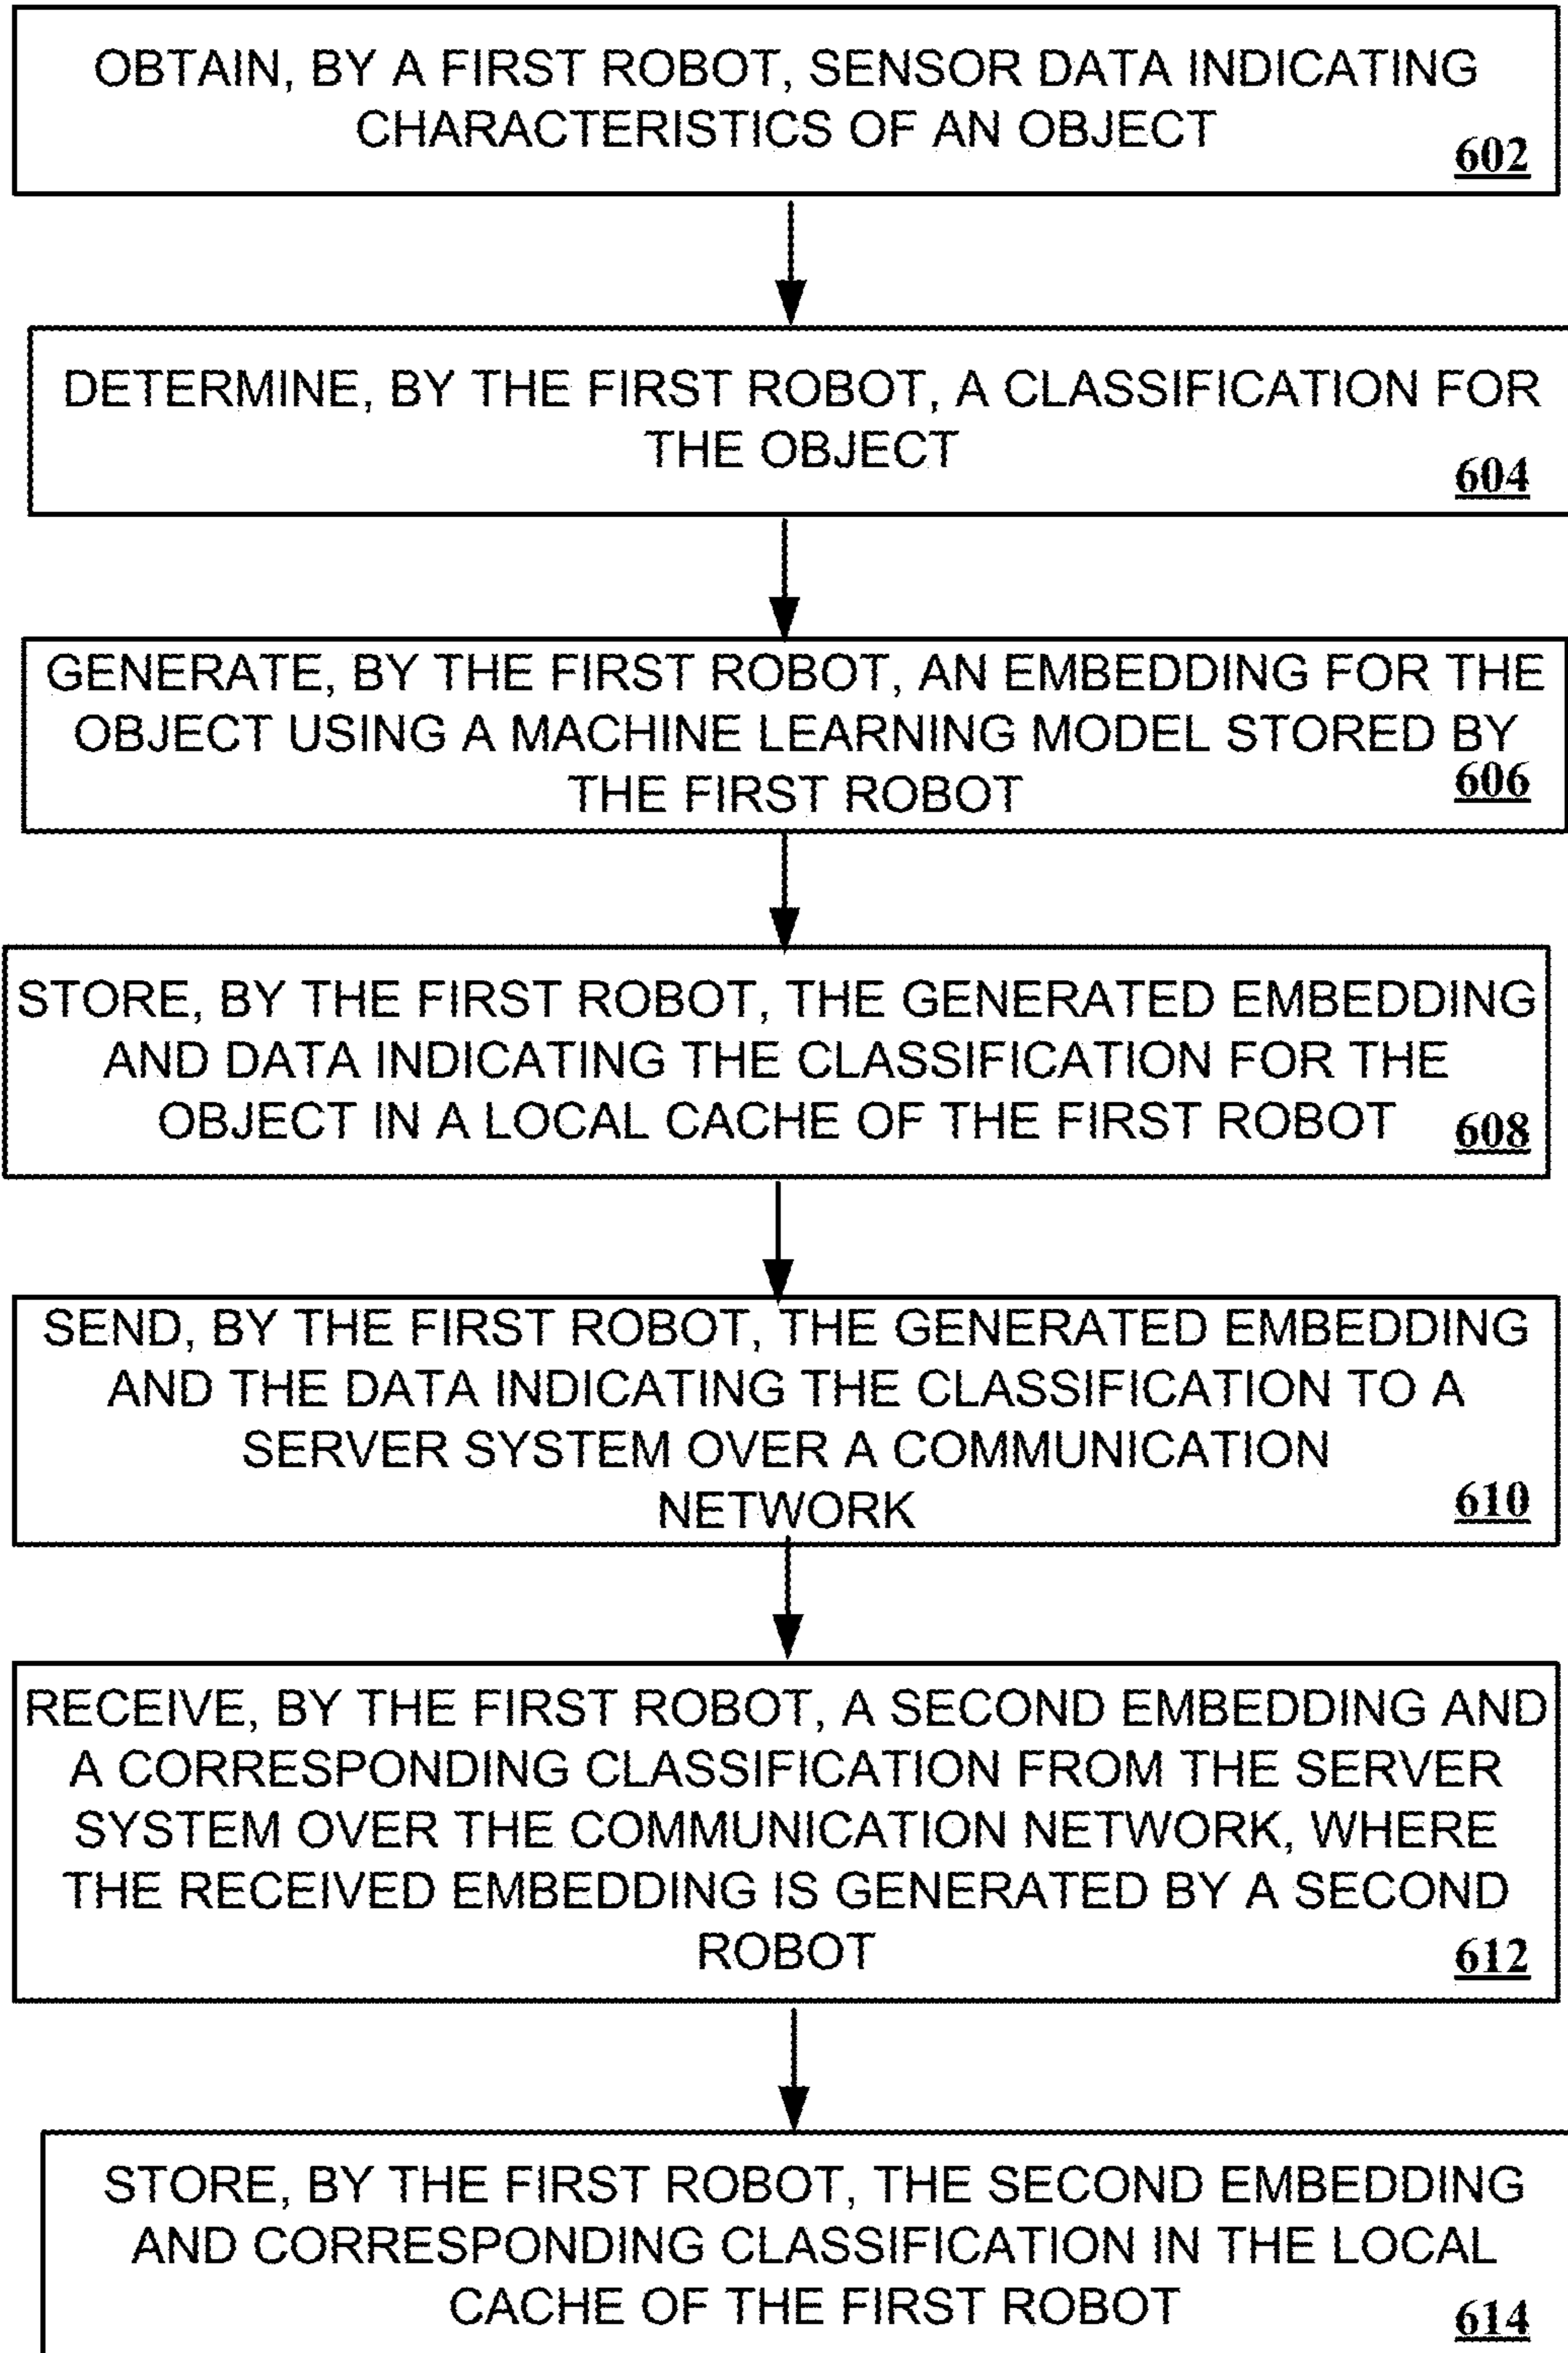 OBTAIN, BY A FIRST ROBOT, SENSOR DATA INDICATING
CHARACTERISTICS OF AN OBJECT
602
DETERMINE, BY THE FIRST ROBOT, A CLASSIFICATION FOR
THE OBJECT
604
GENERATE, BY THE FIRST ROBOT, AN EMBEDDING FOR THE
OBJECT USING A MACHINE LEARNING MODEL STORED BY
THE FIRST ROBOT
606
STORE, BY THE FIRST ROBOT, THE GENERATED EMBEDDING
AND DATA INDICATING THE CLASSIFICATION FOR THE
OBJECT IN A LOCAL CACHE OF THE FIRST ROBOT
608
SEND, BY THE FIRST ROBOT, THE GENERATED EMBEDDING
AND THE DATA INDICATING THE CLASSIFICATION TO A
SERVER SYSTEM OVER A COMMUNICATION
NETWORK
610
RECEIVE, BY THE FIRST ROBOT, A SECOND EMBEDDING AND
A CORRESPONDING CLASSIFICATION FROM THE SERVER
SYSTEM OVER THE COMMUNICATION NETWORK, WHERE
THE RECEIVED EMBEDDING IS GENERATED BY A SECOND
ROBOT
612
STORE, BY THE FIRST ROBOT, THE SECOND EMBEDDING
AND CORRESPONDING CLASSIFICATION IN THE LOCAL
CACHE OF THE FIRST ROBOT
614